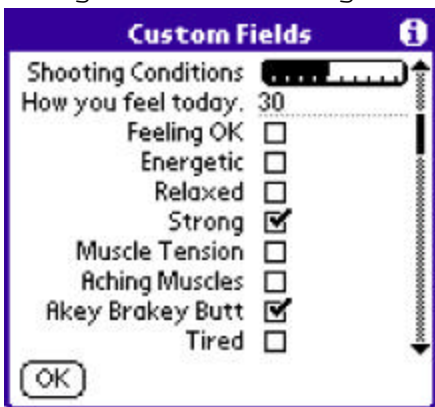 Custom Fields i
Shooting Conditions
How you feel today. 30
Feeling OK
Energetic
Relaxed
Strong
Muscle Tension
Aching Muscles
Akey Brakey Butt
Tired
OK